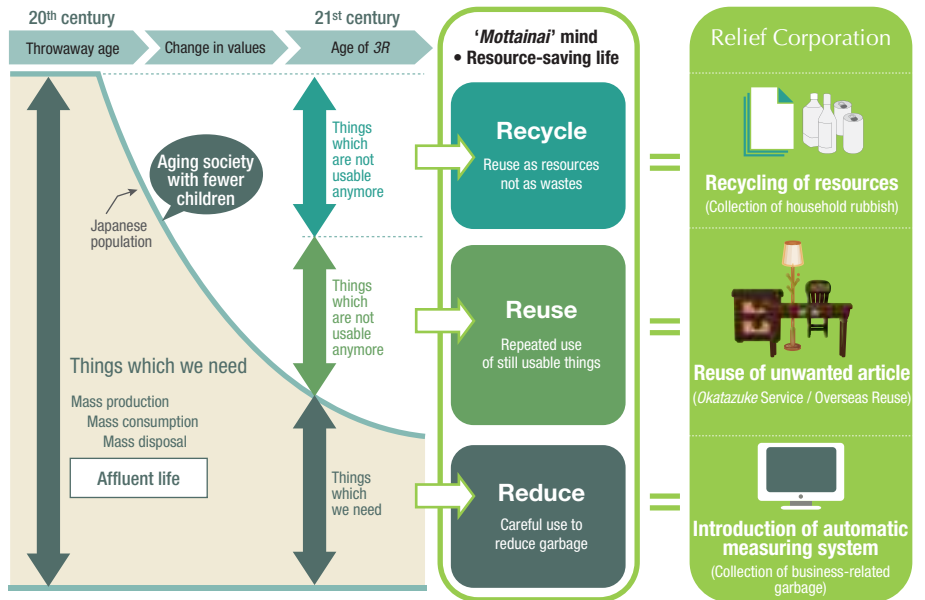 20th century
21st century
Throwaway age
Change in values
Age of 3R
Japanese
population
Aging society
with fewer
children
Things
which
are not
usable
anymore
Things
which
are not
usable
anymore
Things which we need
Mass production
Mass consumption
Mass disposal
Affluent life
Things
which
we need
‘Mottainai’ mind
• Resource-saving life
Recycle
Reuse as resources
not as wastes
Reuse
Repeated use
of still usable things
Reduce
Careful use to
reduce garbage
=
=
=
Relief Corporation
Recycling of resources
(Collection of household rubbish)
Reuse of unwanted article
(Okatazuke Service / Overseas Reuse)
Introduction of automatic
measuring system
(Collection of business-related
garbage)